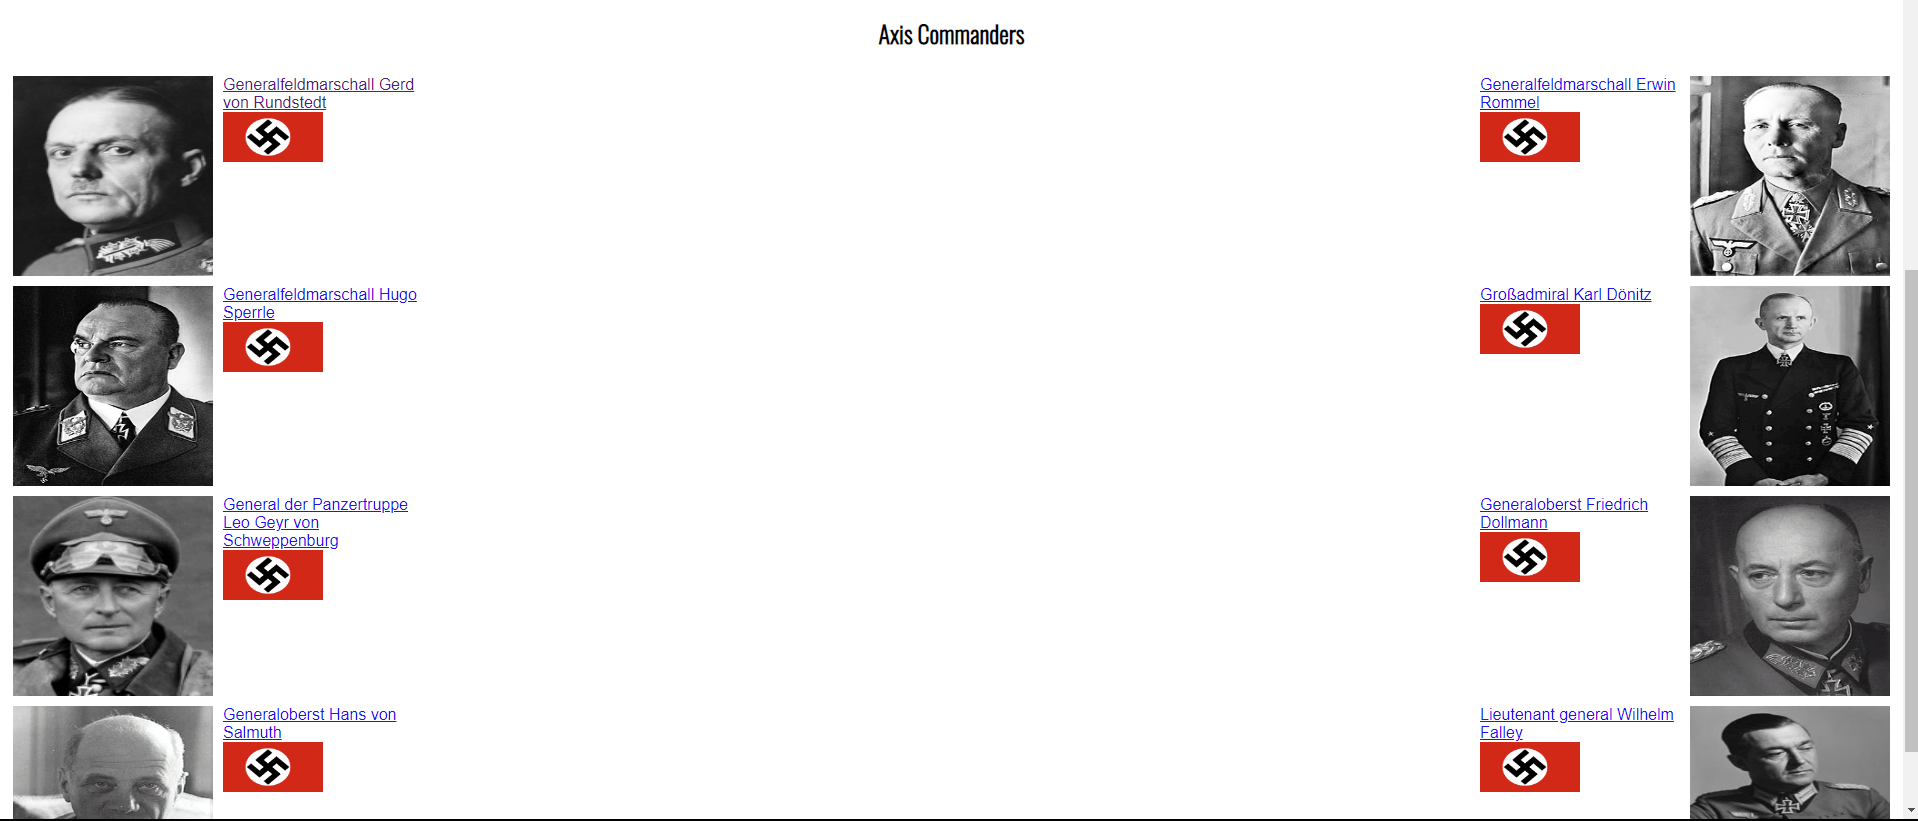 Axis Commanders
Generalfeldmarschall Gerd
von Rundstedt
Generalfeldmarschall Erwin
Rommel
Generalfeldmarschall Hugo
Sperrle
Großadmiral Karl Dönitz
General der Panzertruppe
Leo Geyr von
Schweppenburg
Generaloberst Friedrich
Dollmann
Generaloberst Hans von
Salmuth
Lieutenant general Wilhelm
Falley